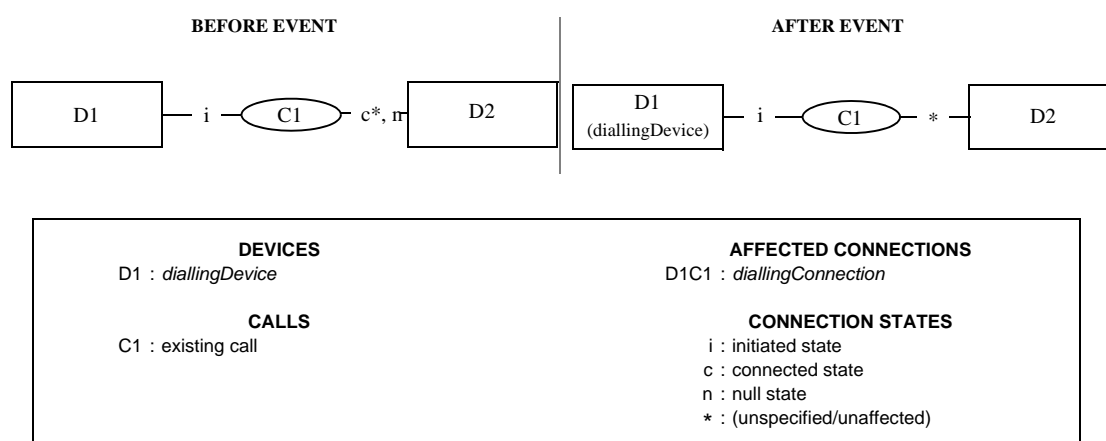 BEFORE EVENT
AFTER EVENT
D1 i C1 c*, n D2
D1
(diallingDevice)
i C1 * D2
DEVICES
D1 : diallingDevice
CALLS
C1 : existing call
AFFECTED CONNECTIONS
D1C1 : diallingConnection
CONNECTION STATES
i : initiated state
c : connected state
n : null state
* : (unspecified/unaffected)